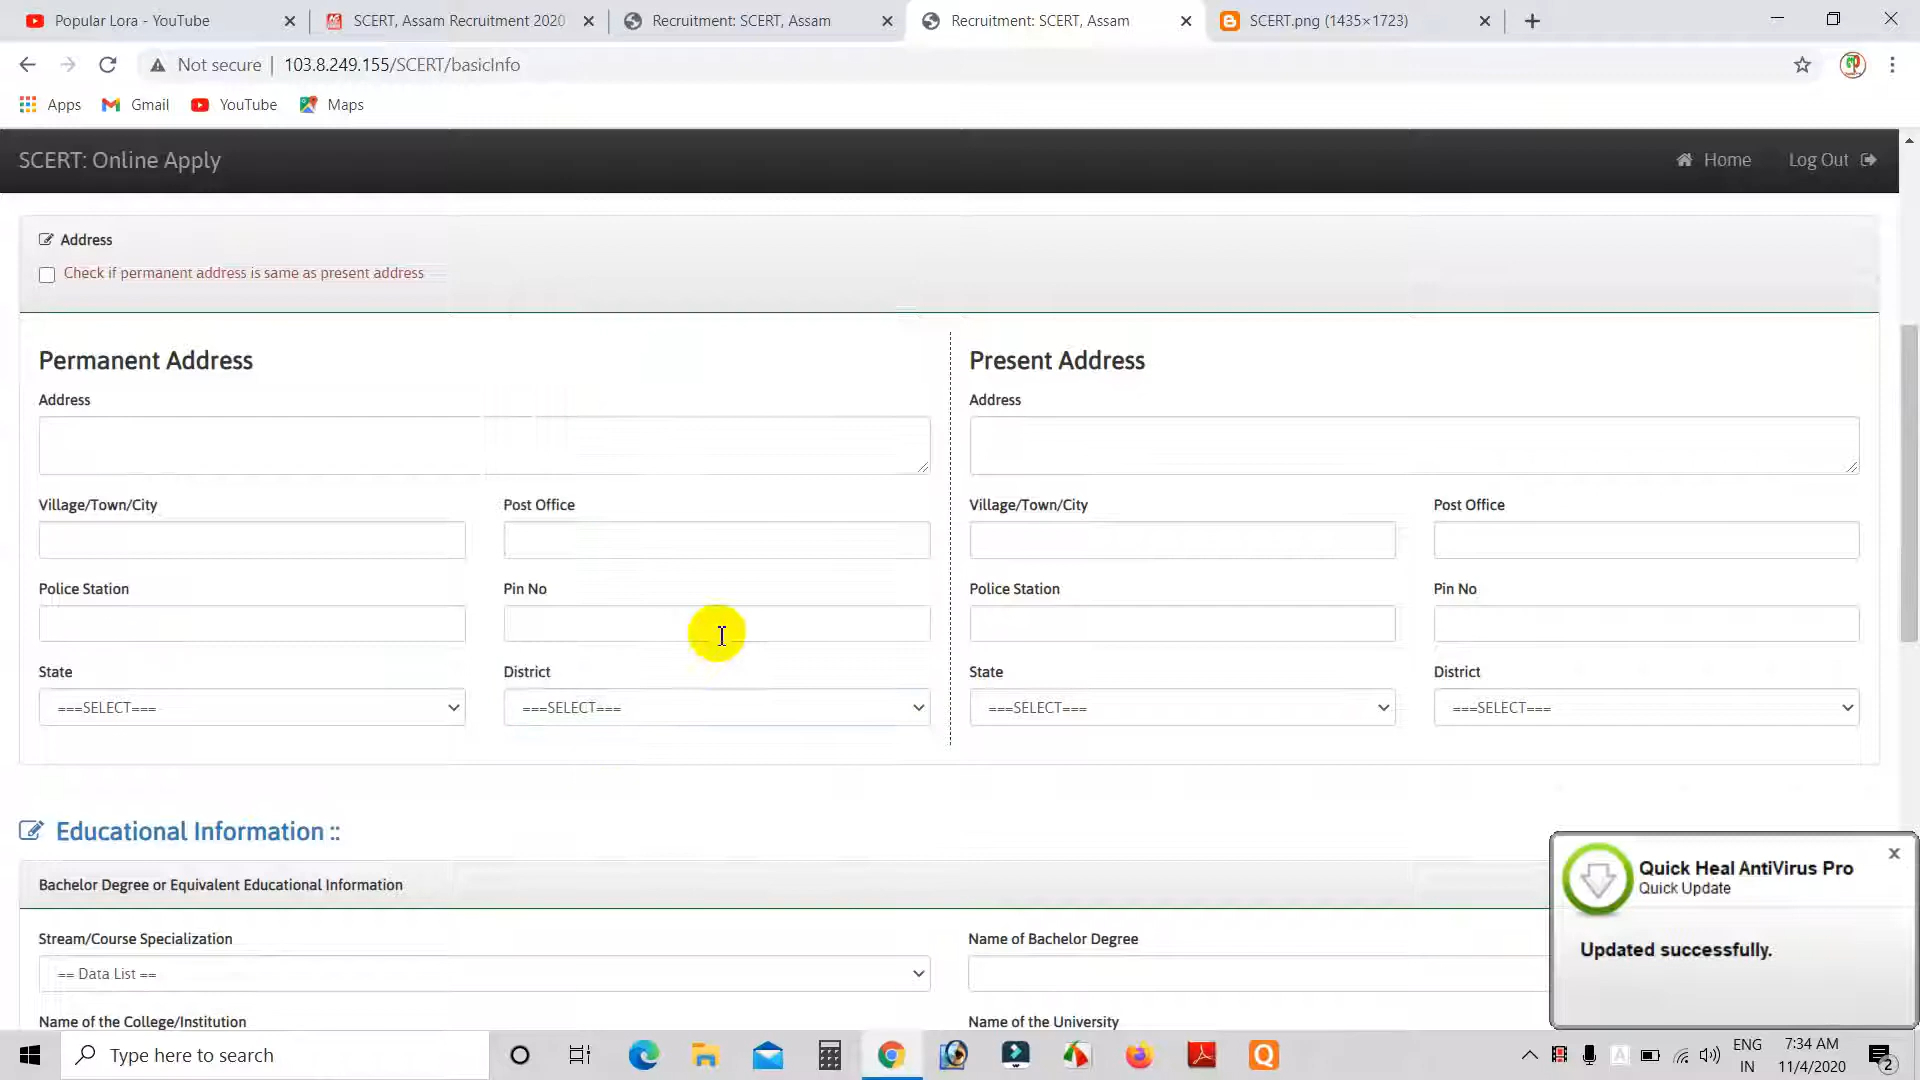 Popular Lora - YouTube
SCERT, Assam Recruitment 2020
Recruitment: SCERT, Assam
Recruitment: SCERT, Assam
SCERT.png (1435×1723)
Not secure
103.8.249.155/SCERT/basicInfo
Apps
Gmail
YouTube
Maps
SCERT: Online Apply
Home
Log Out
Address
Check if permanent address is same as present address
Permanent Address
Present Address
Address
Address
Village/Town/City
Post Office
Village/Town/City
Post Office
Police Station
Pin No
Police Station
Pin No
State
District
State
District
===SELECT===
===SELECT===
===SELECT===
===SELECT===
Educational Information ::
Bachelor Degree or Equivalent Educational Information
Stream/Course Specialization
Name of Bachelor Degree
== Data List ==
Name of the College/Institution
Name of the University
Quick Heal AntiVirus Pro
Quick Update
Updated successfully.
Type here to search
ENG
IN
7:34 AM
11/4/2020
2